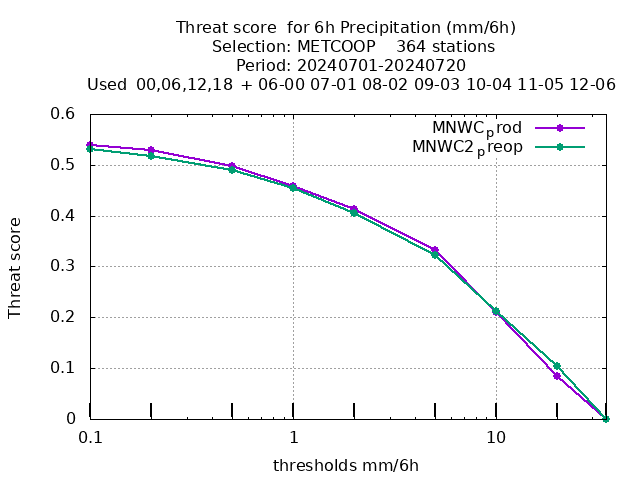 Threat score  for 6h Precipitation (mm/6h)
Selection: METCOOP    364 stations
Period: 20240701-20240720
Used  00,06,12,18  + 06-00 07-01 08-02 09-03 10-04 11-05 12-06
MNWCprod
MNWC2preop
0.6
0.5
0.4
0.3
0.2
0.1
0
Threat score
0.1 1 10
thresholds mm/6h